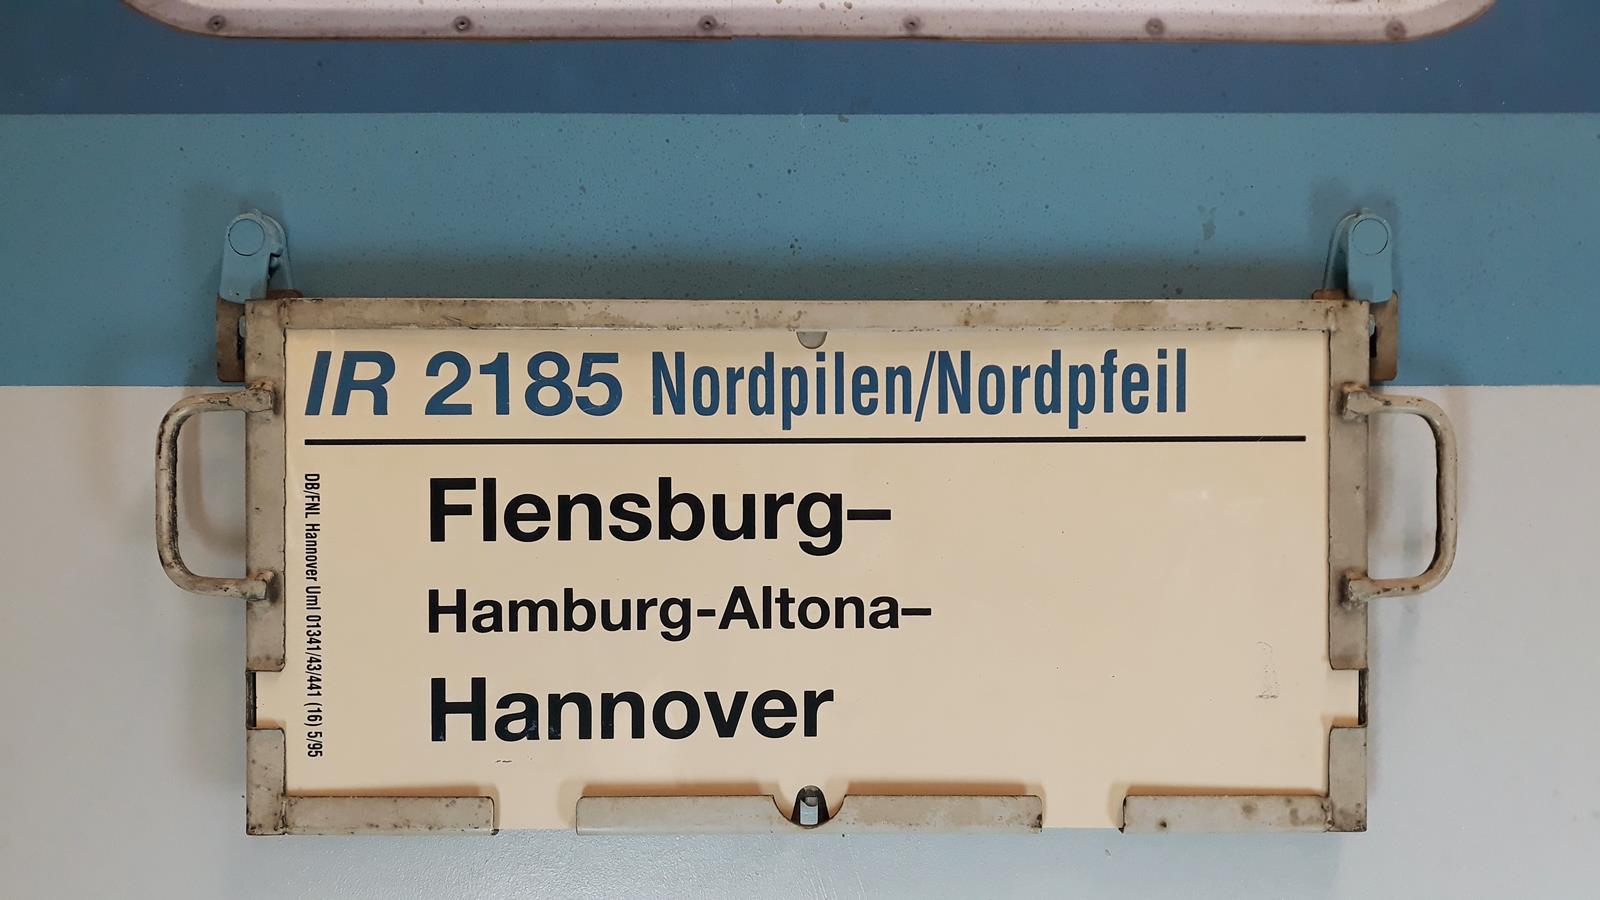 IR 2185 Nordpilen/Nordpfeil
Flensburg–
Hamburg-Altona–
Hannover
DB/FNL Hannover Uml 01341/43/441 (16) 5/95